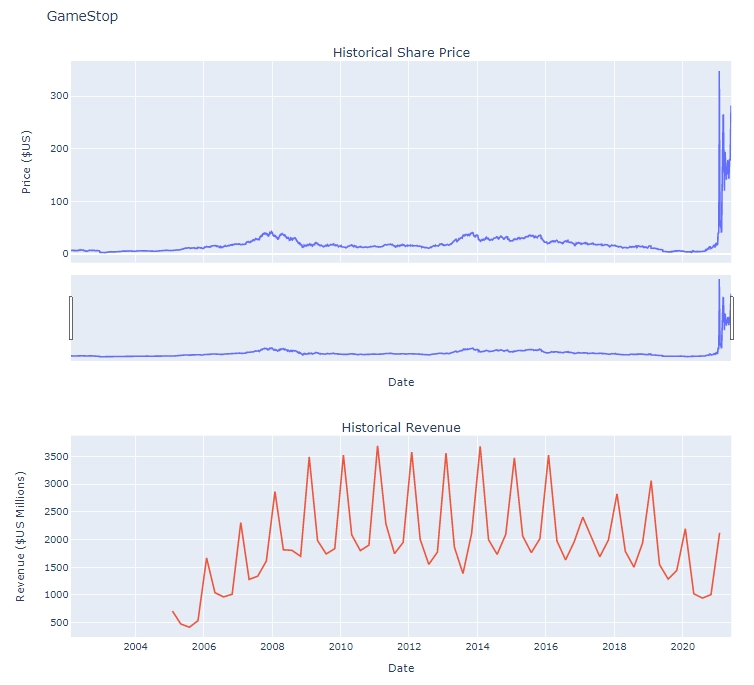 GameStop
Historical Share Price
Price ($US)
300
200
100
0
Date
Historical Revenue
Revenue ($US Millions)
3500
3000
2500
2000
1500
1000
500
2004 2006 2008 2010 2012 2014 2016 2018 2020
Date